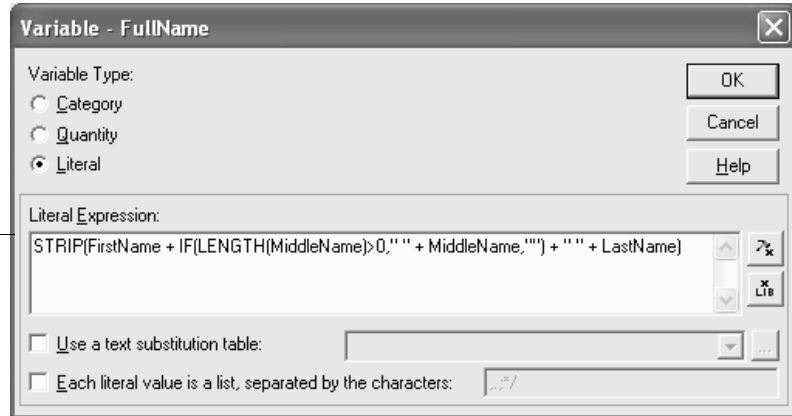 Variable - FullName
Variable Type:
OK
Category
Cancel
Quantity
Literal
Help
Literal Expression:
STRIP(FirstName + IF(LENGTH(MiddleName)>0," " + MiddleName,"") + " " + LastName)
LIB
Use a text substitution table:
...
Each literal value is a list, separated by the characters: